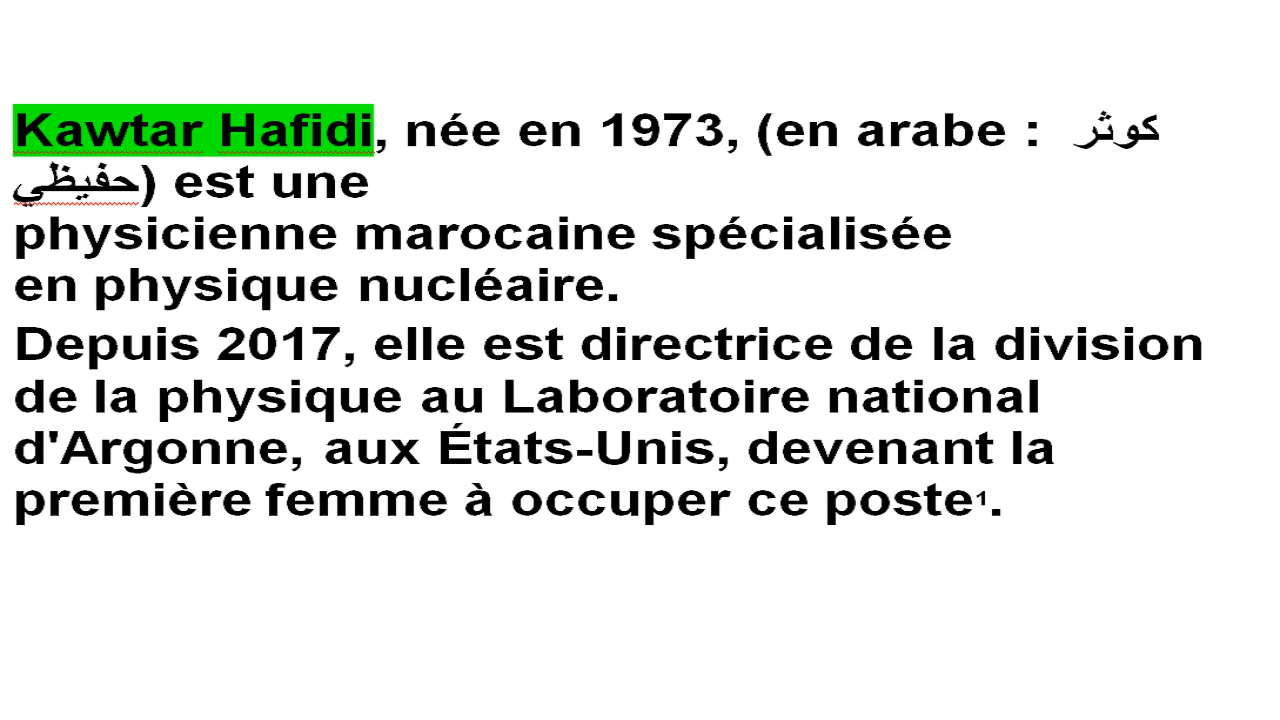 Kawtar Hafidi, née en 1973, (en arabe : كوثر
حفيظي) est une
physicienne marocaine spécialisée
en physique nucléaire.
Depuis 2017, elle est directrice de la division
de la physique au Laboratoire national
d'Argonne, aux États-Unis, devenant la
première femme à occuper ce poste¹.